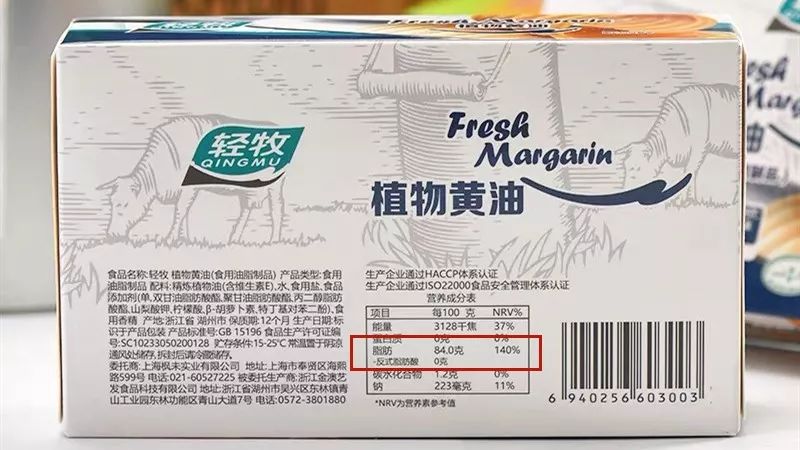 Fresh Margarin
植物黄油
轻牧
QINGMU
Fresh
Margarin
植物黄油
Fresh
黄油
食品名称:轻牧 植物黄油(食用油脂制品) 产品类型:食用
油脂制品 配料:精炼植物油(含维生素E)、水、食用盐、食品
添加剂(单,双甘油脂肪酸酯,聚甘油脂肪酸酯,丙二醇脂肪
酸酯,山梨酸钾,柠檬酸,β-胡萝卜素,特丁基对苯二酚),
食用香精 产地:浙江省 湖州市 保质期:12个月 生产日期:标
示于产品包装 产品标准号:GB 15196 食品生产许可证编
号:SC10233050200128 贮存条件:15-25℃ 常温置于阴凉
通风处储存,拆封后请冷藏储存。
委托商:上海枫未实业有限公司 地址:上海市奉贤区海熙
路599号 电话:021-60527225 被委托生产商:浙江金澳艺
发食品科技有限公司 地址:浙江省湖州市吴兴区东林镇青
山工业园东林功能区青山大道7号 电话:0572-3801880
生产企业通过HACCP体系认证
生产企业通过ISO22000食品安全管理体系认证
营养成分表
项目 每100 克 NRV%
能量 3128千焦 37%
蛋白质 0克 0%
脂肪 84.0克 140%
-反式脂肪酸 0克
碳水化合物 1.2克 0%
钠 223毫克 11%
*NRV为营养素参考值
6 940256 603003